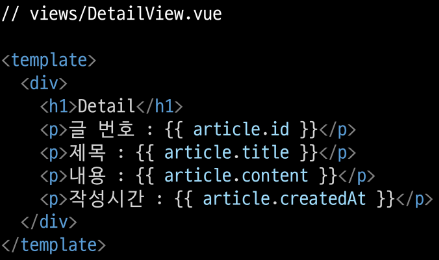 // views/DetailView.vue

<template>
  <div>
    <h1>Detail</h1>
    <p>글 번호 : {{ article.id }}</p>
    <p>제목 : {{ article.title }}</p>
    <p>내용 : {{ article.content }}</p>
    <p>작성시간 : {{ article.createdAt }}</p>
  </div>
</template>